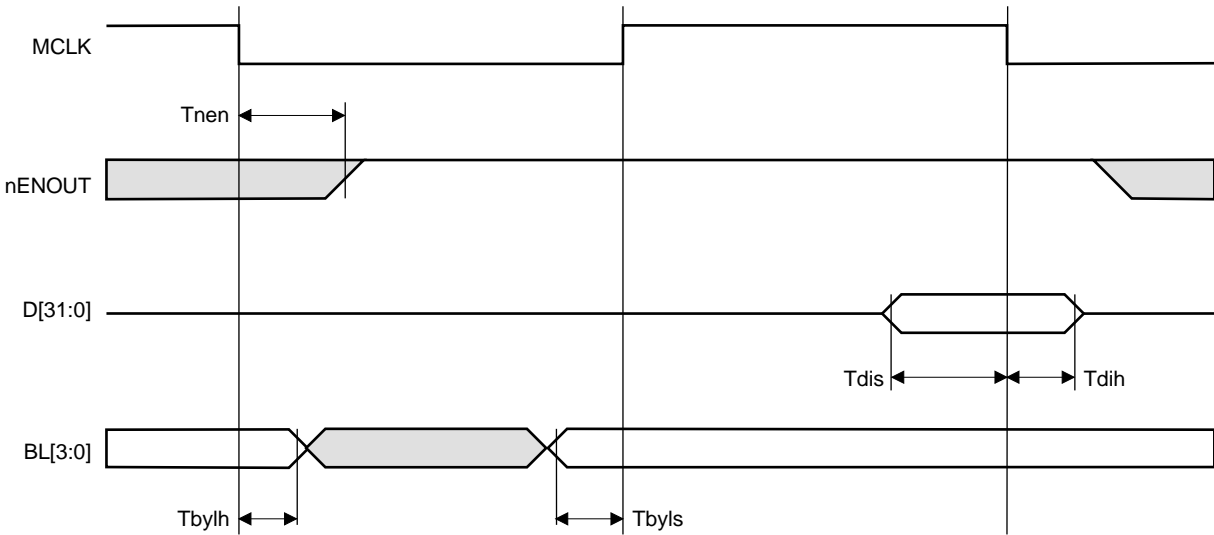 MCLK
Tnen
nENOUT
D[31:0]
Tdis
Tdih
BL[3:0]
Tbylh
Tbyls